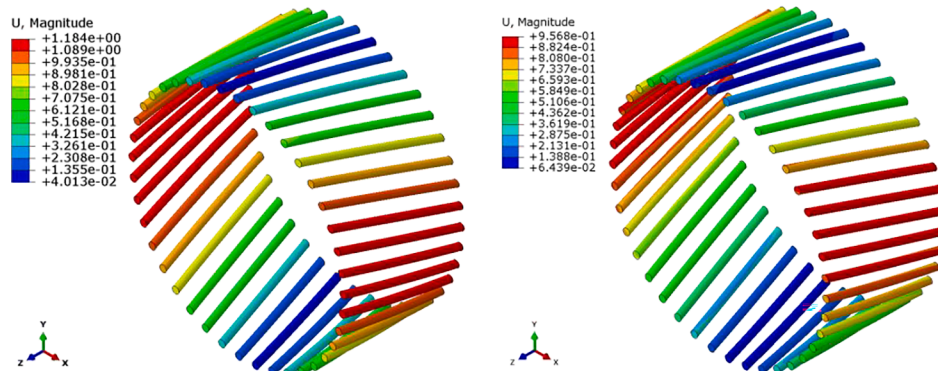 U, Magnitude
+1.184e+00
+1.089e+00
+9.935e-01
+8.981e-01
+8.028e-01
+7.075e-01
+6.121e-01
+5.168e-01
+4.215e-01
+3.261e-01
+2.308e-01
+1.355e-01
+4.013e-02
Y
Z
X
U, Magnitude
+9.568e-01
+8.824e-01
+8.080e-01
+7.337e-01
+6.593e-01
+5.849e-01
+5.106e-01
+4.362e-01
+3.619e-01
+2.875e-01
+2.131e-01
+1.388e-01
+6.439e-02
Y
Z
X